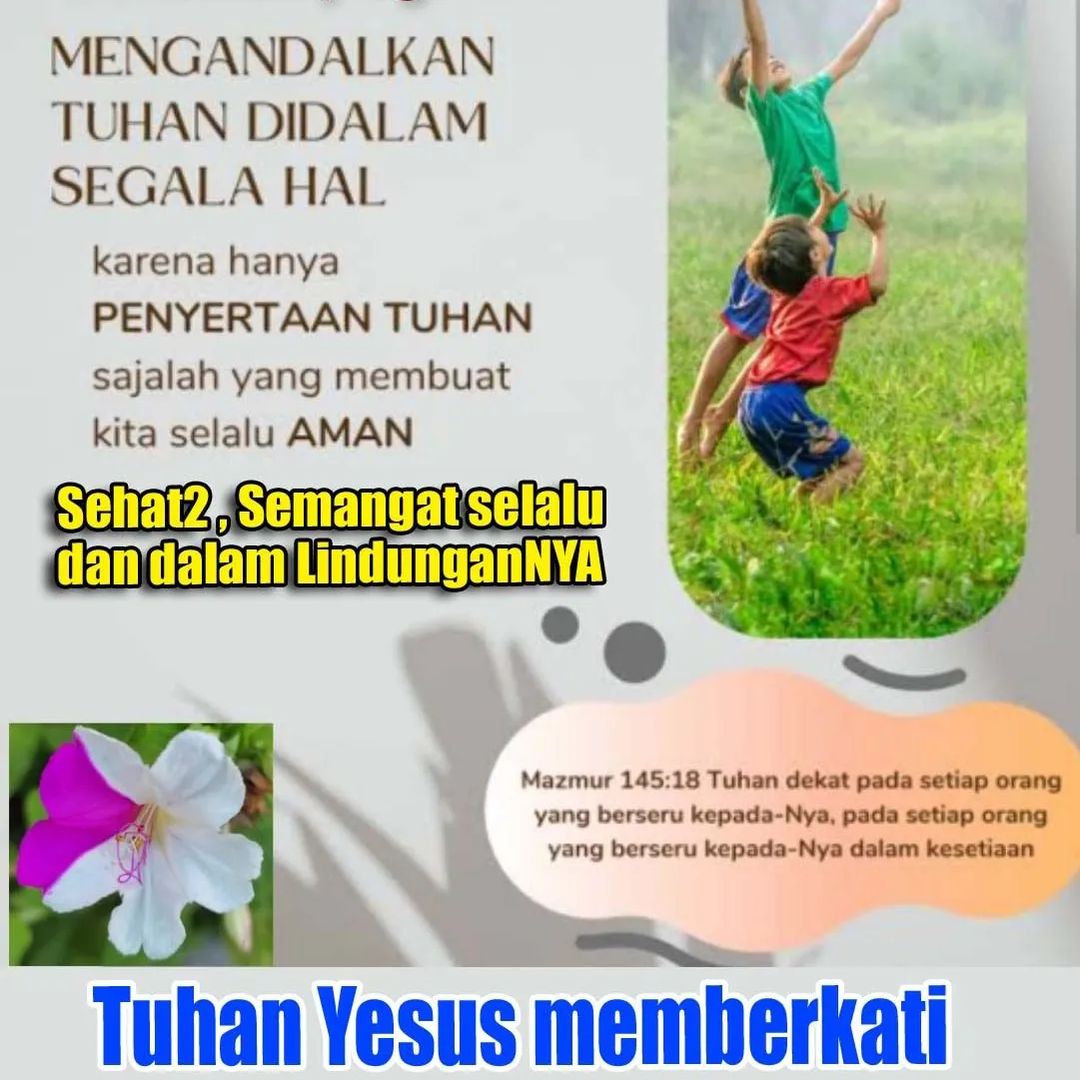 MENGANDALKAN
TUHAN DIDALAM
SEGALA HAL
karena hanya
PENYERTAAN TUHAN
sajalah yang membuat
kita selalu AMAN
Sehat2 , Semangat selalu
dan dalam LindunganNYA
Mazmur 145:18 Tuhan dekat pada setiap orang
yang berseru kepada-Nya, pada setiap orang
yang berseru kepada-Nya dalam kesetiaan
Tuhan Yesus memberkati